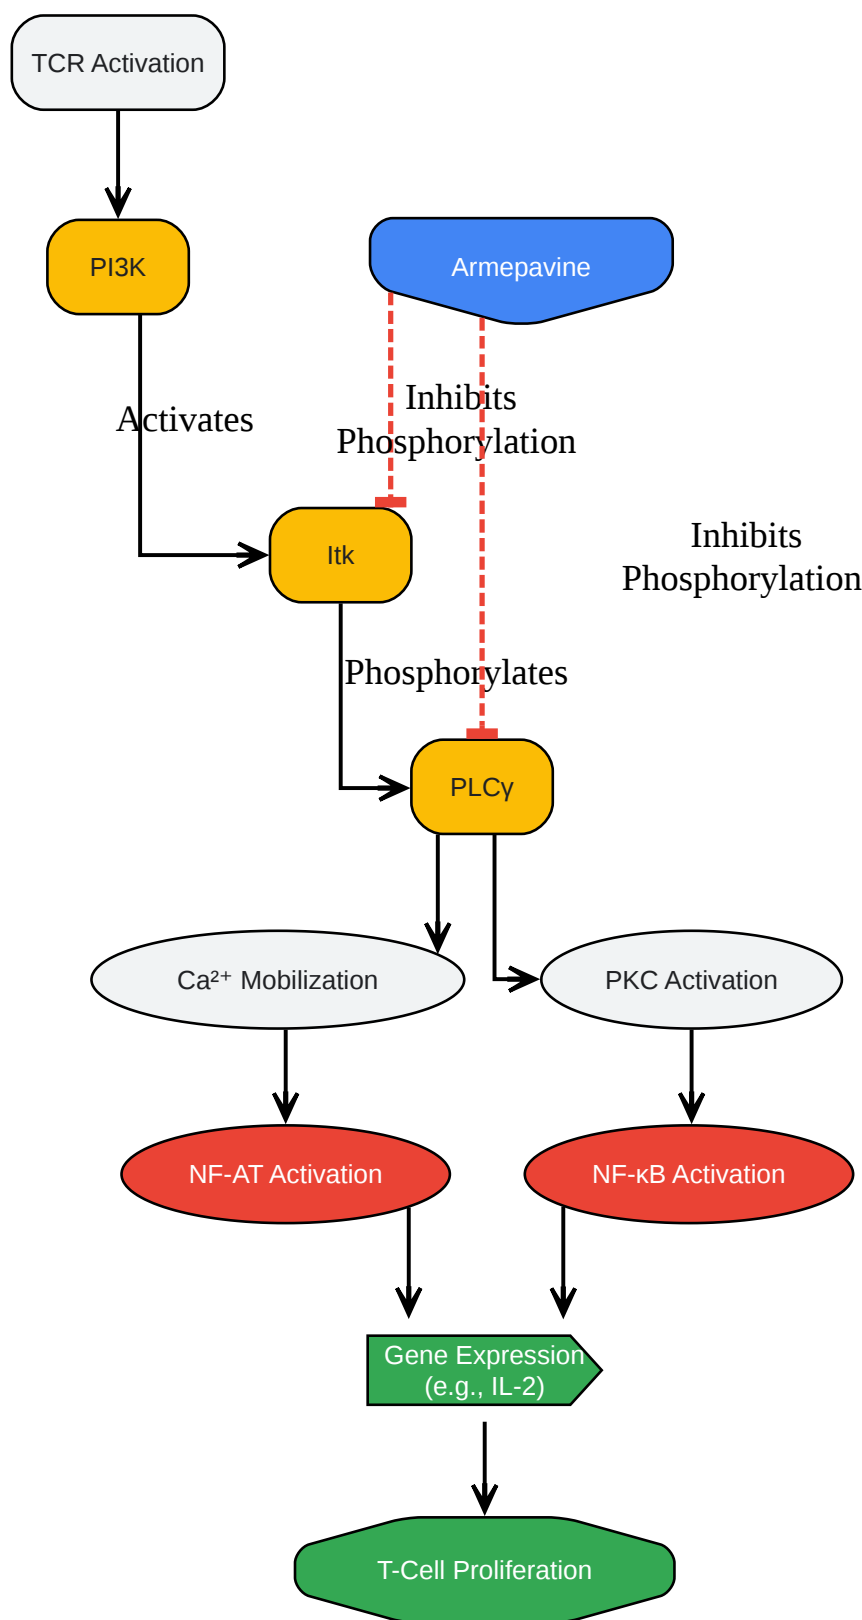 TCR Activation
PI3K
Armepavine
Activates
Inhibits
Phosphorylation
Itk
Inhibits
Phosphorylation
Phosphorylates
PLCγ
Ca²⁺ Mobilization
PKC Activation
NF-AT Activation
NF-κB Activation
Gene Expression
(e.g., IL-2)
T-Cell Proliferation